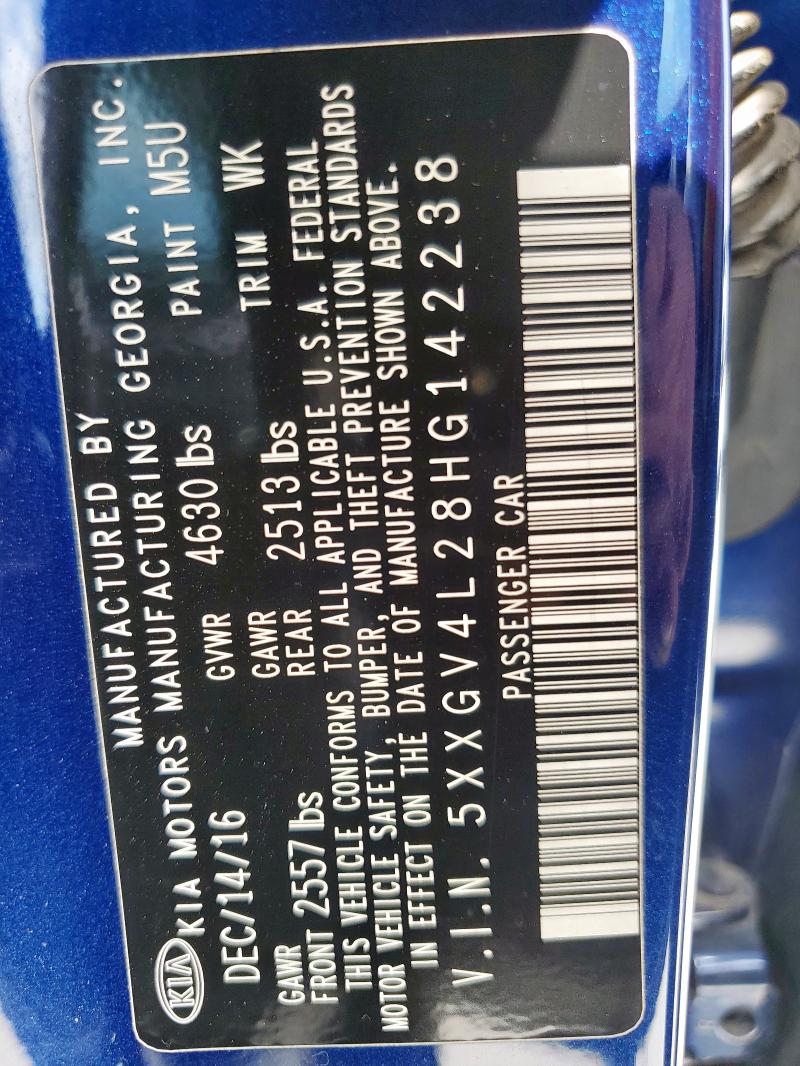 MANUFACTURED BY
KIA KIA MOTORS MANUFACTURING GEORGIA, INC.
DEC/14/16 GVWR 4630 lbs PAINT M5U
GAWR FRONT 2557 lbs GAWR REAR 2513 lbs TRIM WK
THIS VEHICLE CONFORMS TO ALL APPLICABLE U.S.A. FEDERAL
MOTOR VEHICLE SAFETY, BUMPER, AND THEFT PREVENTION STANDARDS
IN EFFECT ON THE DATE OF MANUFACTURE SHOWN ABOVE.
V.I.N. 5XXGV4L28HG142238
PASSENGER CAR